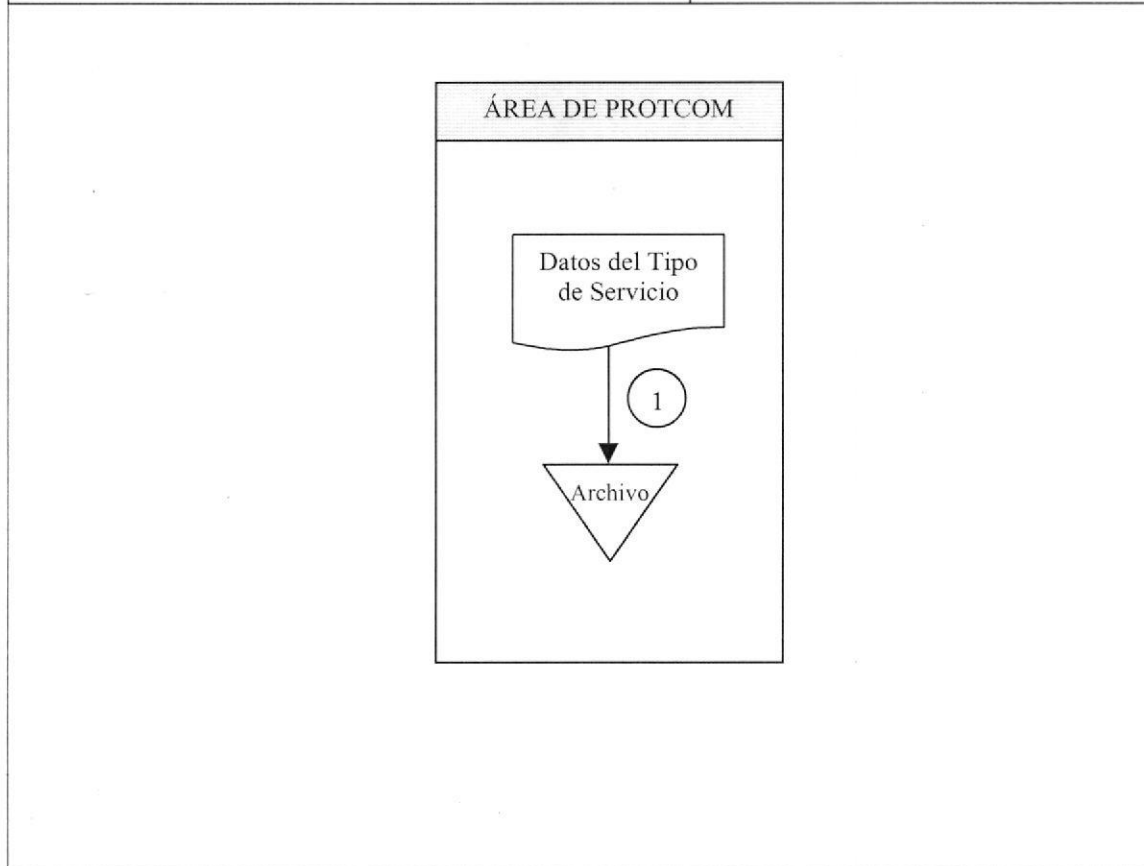 ÁREA DE PROTCOM
Datos del Tipo
de Servicio
1
Archivo